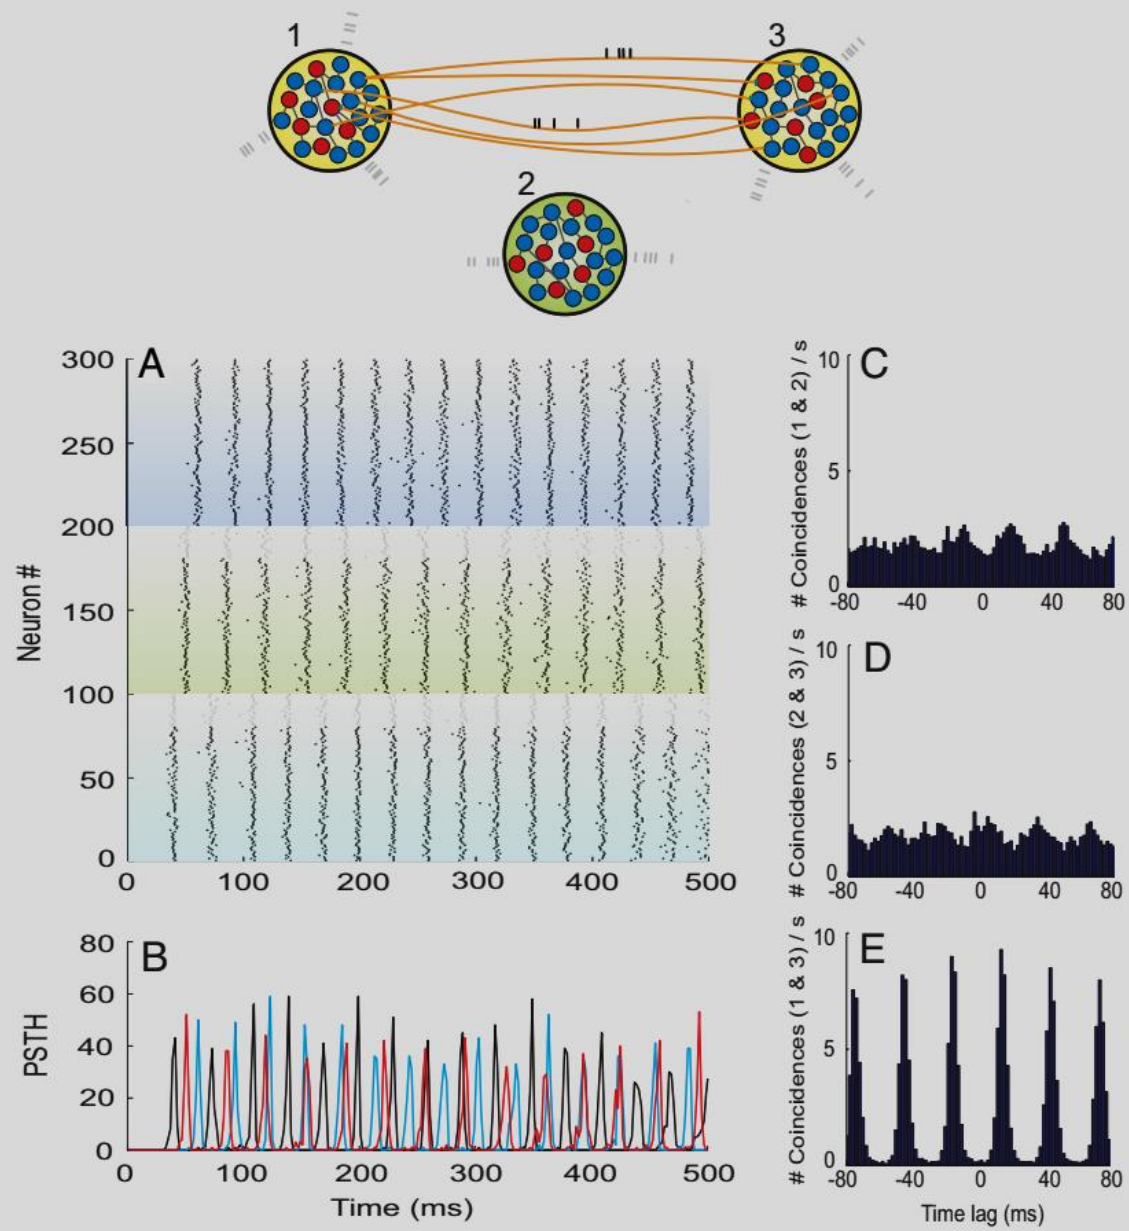 1
3
2
A
300
250
200
150
100
50
0
Neuron #
0 100 200 300 400 500
B
80
60
40
20
0
PSTH
0 100 200 300 400 500
Time (ms)
C
10
5
0
# Coincidences (1 & 2) / s
-80 -40 0 40 80
D
10
5
0
# Coincidences (2 & 3) / s
-80 -40 0 40 80
E
10
5
0
# Coincidences (1 & 3) / s
-80 -40 0 40 80
Time lag (ms)